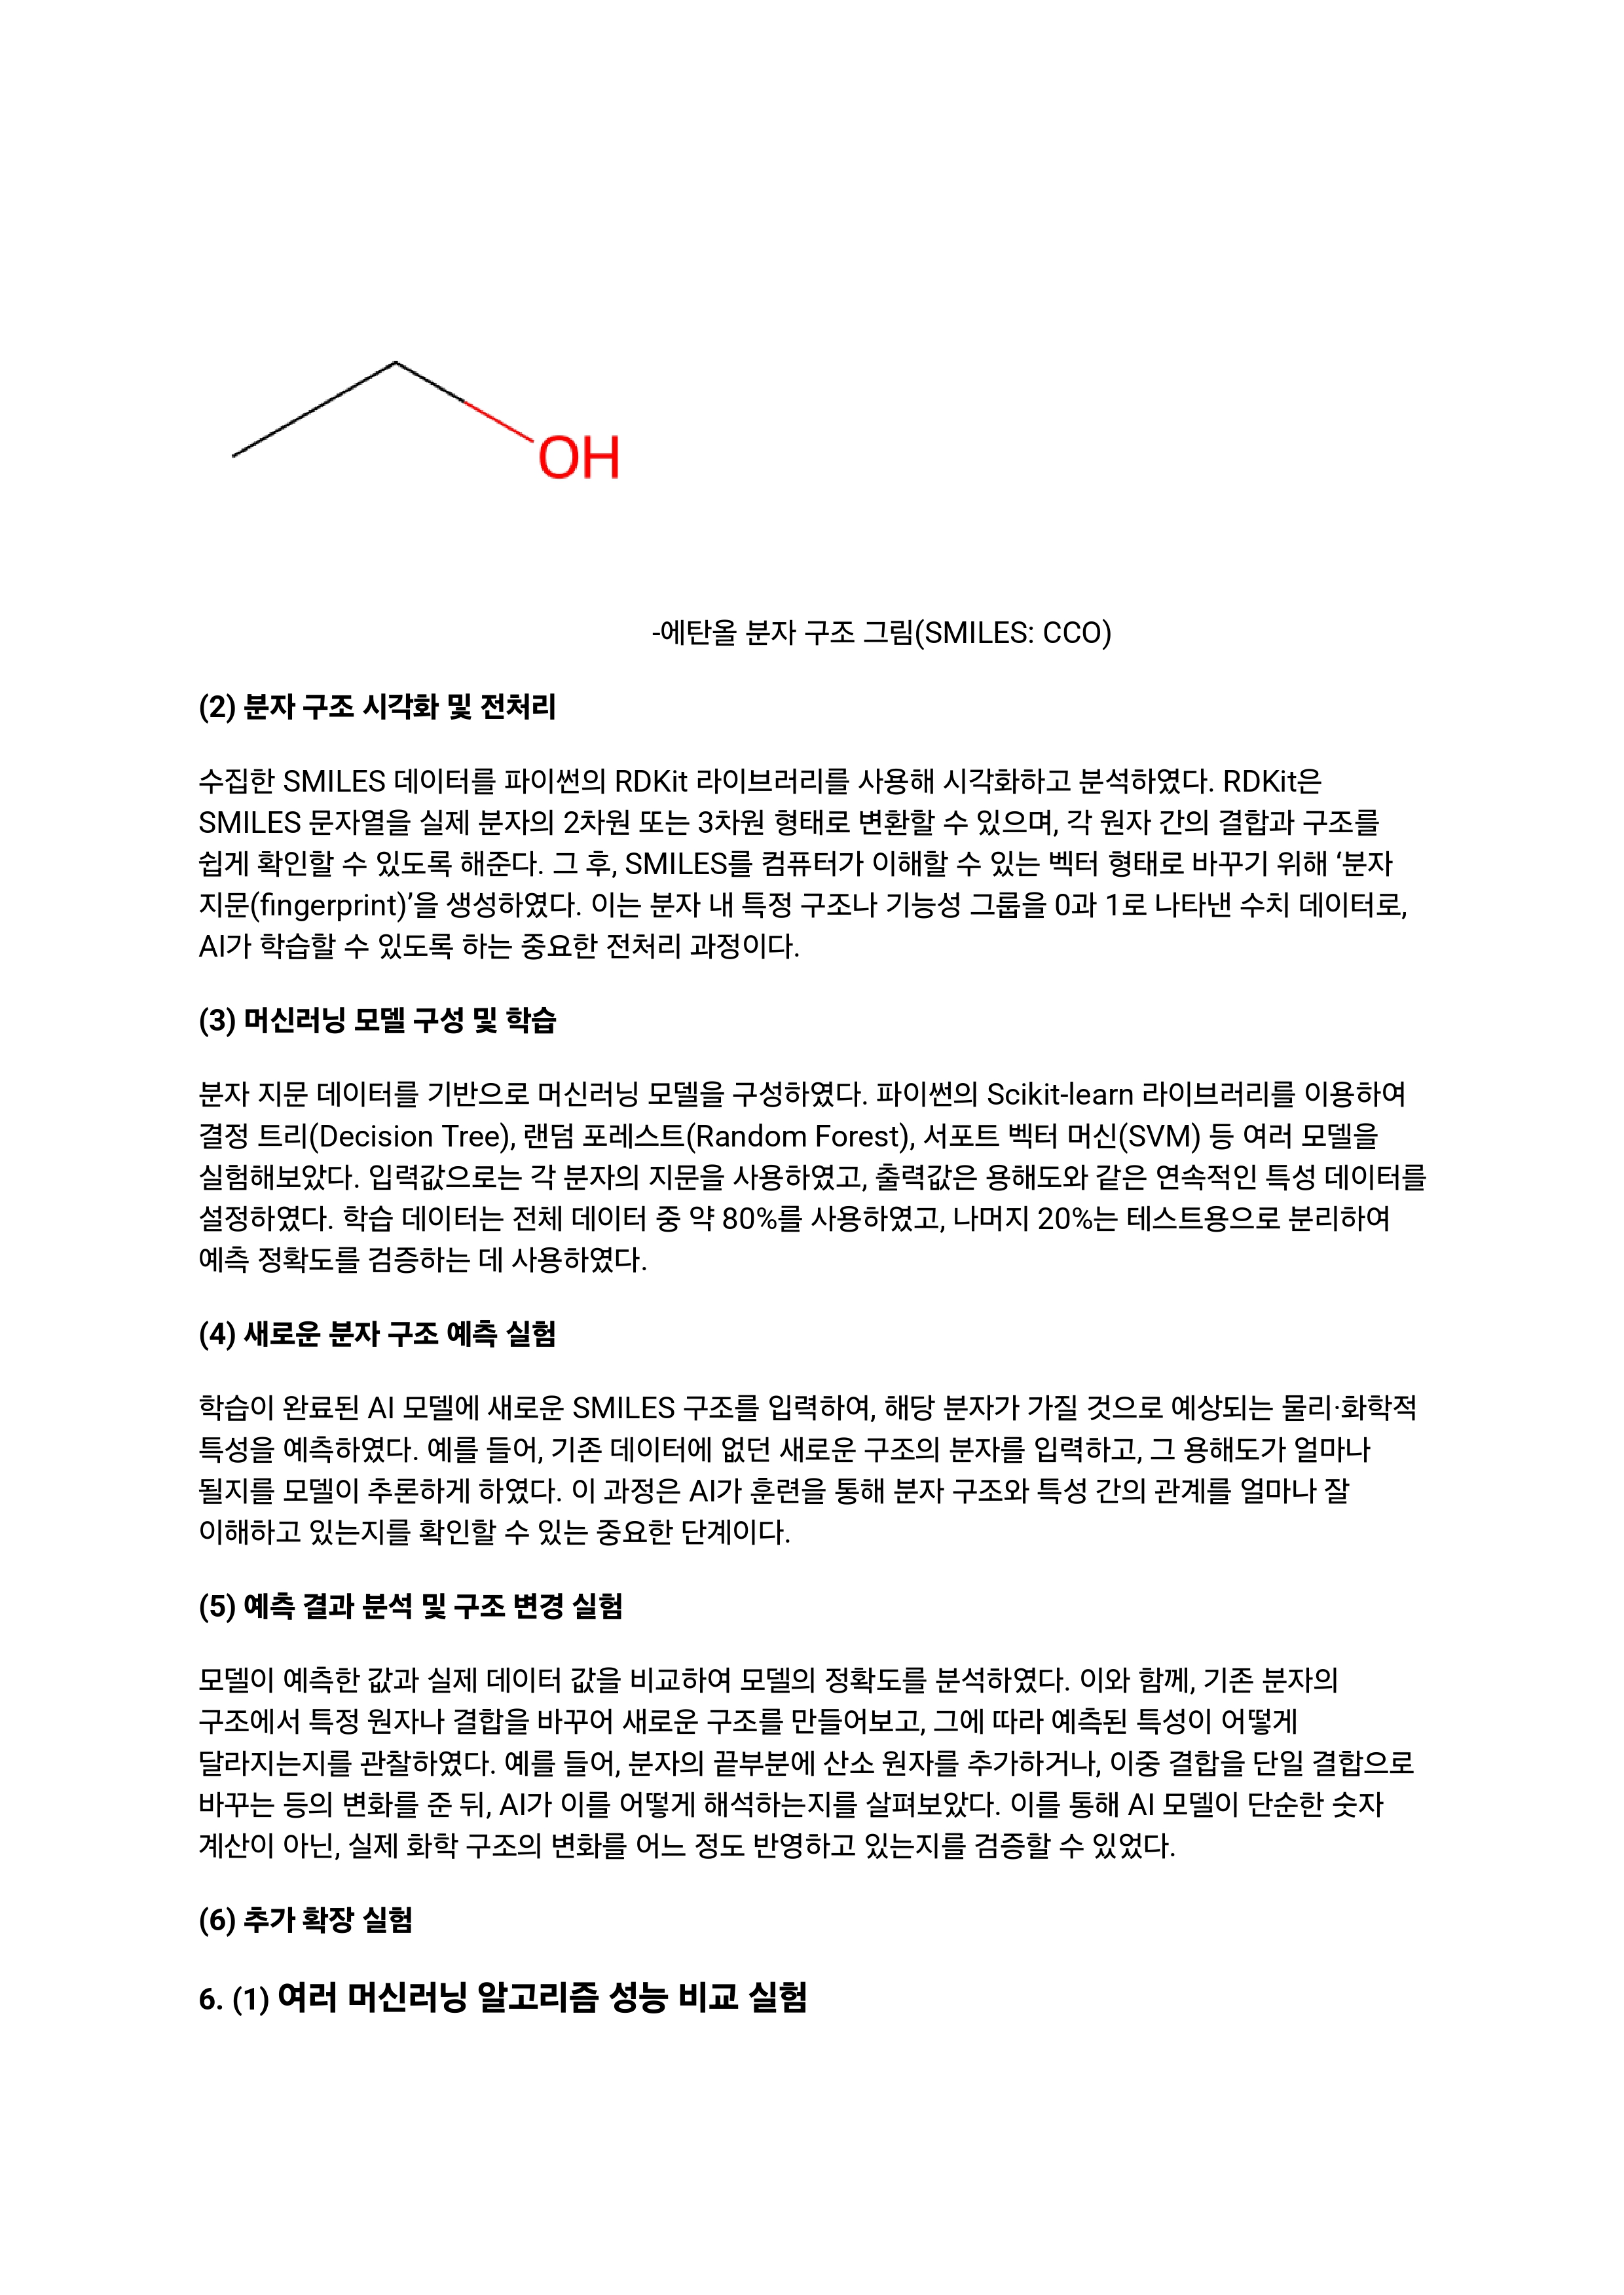 OH
-에탄올 분자 구조 그림(SMILES: CCO)
(2) 분자 구조 시각화 및 전처리
수집한 SMILES 데이터를 파이썬의 RDKit 라이브러리를 사용해 시각화하고 분석하였다. RDKit은
SMILES 문자열을 실제 분자의 2차원 또는 3차원 형태로 변환할 수 있으며, 각 원자 간의 결합과 구조를
쉽게 확인할 수 있도록 해준다. 그 후, SMILES를 컴퓨터가 이해할 수 있는 벡터 형태로 바꾸기 위해 ‘분자
지문(fingerprint)’을 생성하였다. 이는 분자 내 특정 구조나 기능성 그룹을 0과 1로 나타낸 수치 데이터로,
AI가 학습할 수 있도록 하는 중요한 전처리 과정이다.
(3) 머신러닝 모델 구성 및 학습
분자 지문 데이터를 기반으로 머신러닝 모델을 구성하였다. 파이썬의 Scikit-learn 라이브러리를 이용하여
결정 트리(Decision Tree), 랜덤 포레스트(Random Forest), 서포트 벡터 머신(SVM) 등 여러 모델을
실험해보았다. 입력값으로는 각 분자의 지문을 사용하였고, 출력값은 용해도와 같은 연속적인 특성 데이터를
설정하였다. 학습 데이터는 전체 데이터 중 약 80%를 사용하였고, 나머지 20%는 테스트용으로 분리하여
예측 정확도를 검증하는 데 사용하였다.
(4) 새로운 분자 구조 예측 실험
학습이 완료된 AI 모델에 새로운 SMILES 구조를 입력하여, 해당 분자가 가질 것으로 예상되는 물리·화학적
특성을 예측하였다. 예를 들어, 기존 데이터에 없던 새로운 구조의 분자를 입력하고, 그 용해도가 얼마나
될지를 모델이 추론하게 하였다. 이 과정은 AI가 훈련을 통해 분자 구조와 특성 간의 관계를 얼마나 잘
이해하고 있는지를 확인할 수 있는 중요한 단계이다.
(5) 예측 결과 분석 및 구조 변경 실험
모델이 예측한 값과 실제 데이터 값을 비교하여 모델의 정확도를 분석하였다. 이와 함께, 기존 분자의
구조에서 특정 원자나 결합을 바꾸어 새로운 구조를 만들어보고, 그에 따라 예측된 특성이 어떻게
달라지는지를 관찰하였다. 예를 들어, 분자의 끝부분에 산소 원자를 추가하거나, 이중 결합을 단일 결합으로
바꾸는 등의 변화를 준 뒤, AI가 이를 어떻게 해석하는지를 살펴보았다. 이를 통해 AI 모델이 단순한 숫자
계산이 아닌, 실제 화학 구조의 변화를 어느 정도 반영하고 있는지를 검증할 수 있었다.
(6) 추가 확장 실험
6. (1) 여러 머신러닝 알고리즘 성능 비교 실험